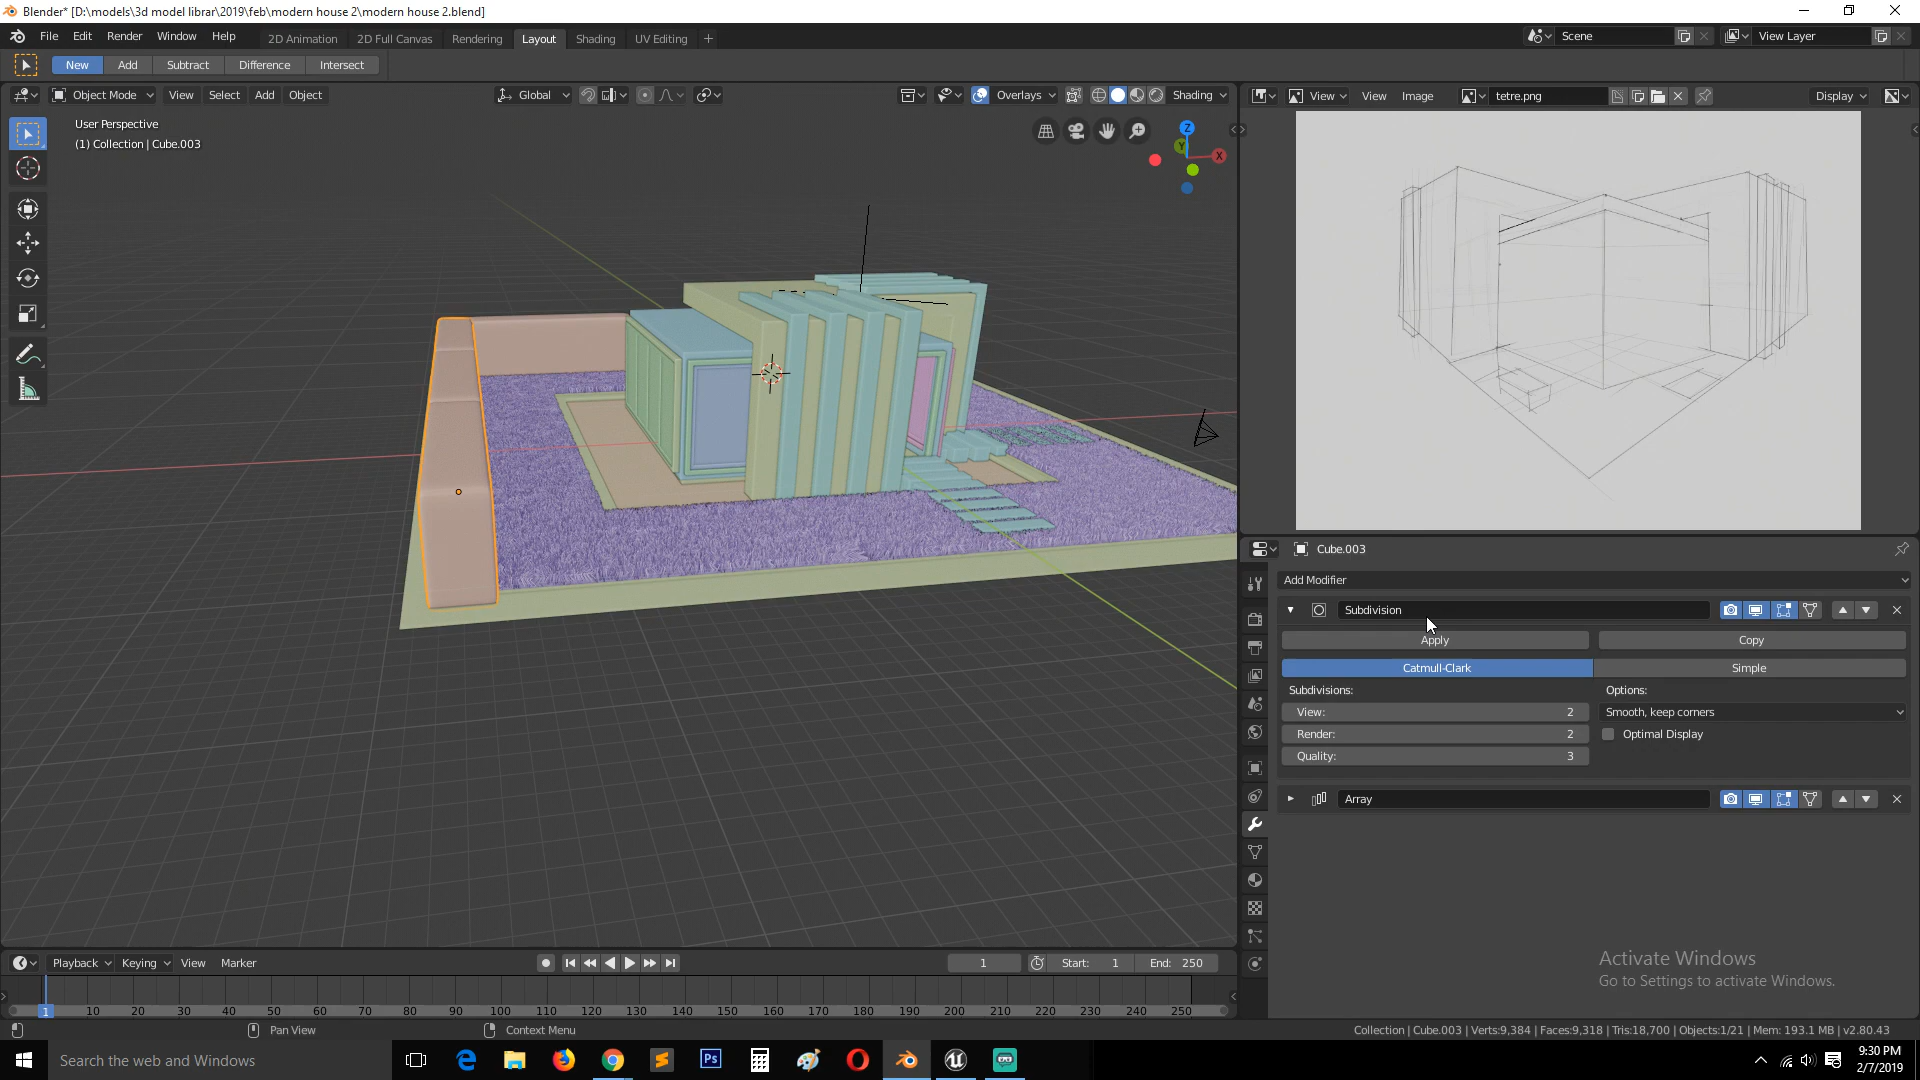 Blender* [D:\models\3d model librar\2019\feb\modern house 2\modern house 2.blend]
File Edit Render Window Help 2D Animation 2D Full Canvas Rendering Layout Shading UV Editing Scene View Layer
New Add Subtract Difference Intersect
Object Mode View Select Add Object Global Overlays Shading View View Image tetre.png Display
User Perspective
(1) Collection | Cube.003
Z
Y
X
Cube.003
Add Modifier
Subdivision
Apply Copy
Catmull-Clark Simple
Subdivisions: Options:
View: 2 Smooth, keep corners
Render: 2 Optimal Display
Quality: 3
Array
Activate Windows
Go to Settings to activate Windows.
Playback Keying View Marker 1 Start: 1 End: 250
1 10 20 30 40 50 60 70 80 90 100 110 120 130 140 150 160 170 180 190 200 210 220 230 240 250
Pan View Context Menu Collection | Cube.003 | Verts:9,384 | Faces:9,318 | Tris:18,700 | Objects:1/21 | Mem: 193.1 MB | v2.80.43
Search the web and Windows
Ps
9:30 PM
2/7/2019